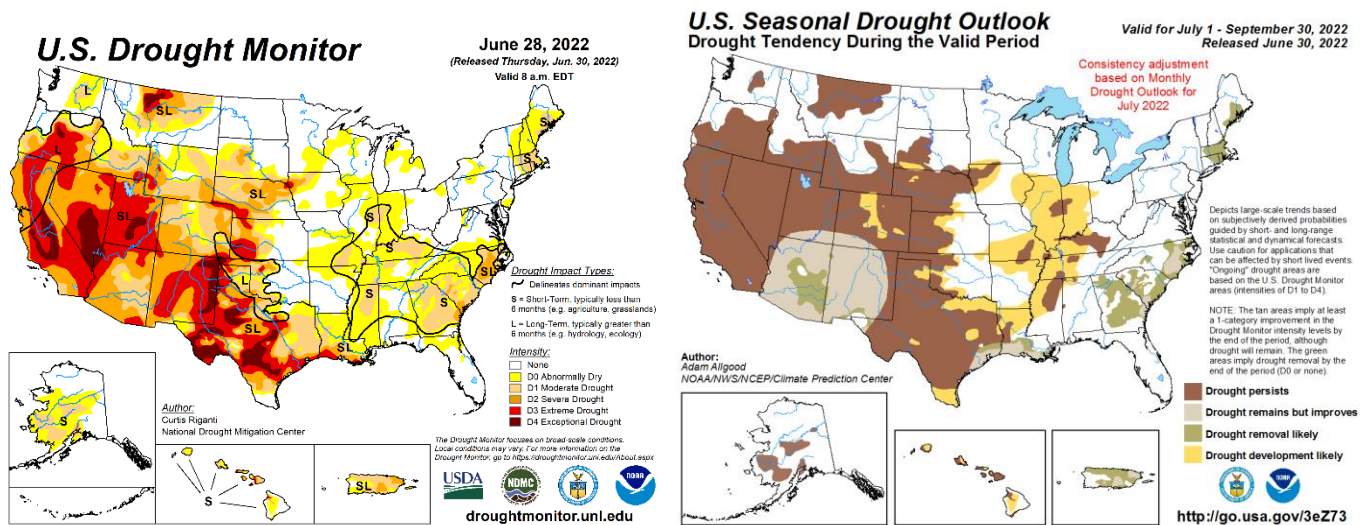 U.S. Drought Monitor
June 28, 2022
(Released Thursday, Jun. 30, 2022)
Valid 8 a.m. EDT
L
SL
S
L
S
SL
SL
S
S
S
L
L
S
S
S
SL
SL
SL
Drought Impact Types:
Delineates dominant impacts
S = Short-Term, typically less than
6 months (e.g. agriculture, grasslands)
L = Long-Term, typically greater than
6 months (e.g. hydrology, ecology)
Intensity:
None
D0 Abnormally Dry
D1 Moderate Drought
D2 Severe Drought
D3 Extreme Drought
D4 Exceptional Drought
S
Author:
Curtis Riganti
National Drought Mitigation Center
S
SL
The Drought Monitor focuses on broad-scale conditions.
Local conditions may vary. For more information on the
Drought Monitor, go to https://droughtmonitor.unl.edu/About.aspx
USDA
NDMC
NOAA
droughtmonitor.unl.edu
U.S. Seasonal Drought Outlook
Drought Tendency During the Valid Period
Valid for July 1 - September 30, 2022
Released June 30, 2022
Consistency adjustment
based on Monthly
Drought Outlook for
July 2022
Depicts large-scale trends based
on subjectively derived probabilities
guided by short- and long-range
statistical and dynamical forecasts.
Use caution for applications that
can be affected by short lived events.
"Ongoing" drought areas are
based on the U.S. Drought Monitor
areas (intensities of D1 to D4).
NOTE: The tan areas imply at least
a 1-category improvement in the
Drought Monitor intensity levels by
the end of the period, although
drought will remain. The green
areas imply drought removal by the
end of the period (D0 or none).
Author:
Adam Allgood
NOAA/NWS/NCEP/Climate Prediction Center
Drought persists
Drought remains but improves
Drought removal likely
Drought development likely
NOAA
http://go.usa.gov/3eZ73